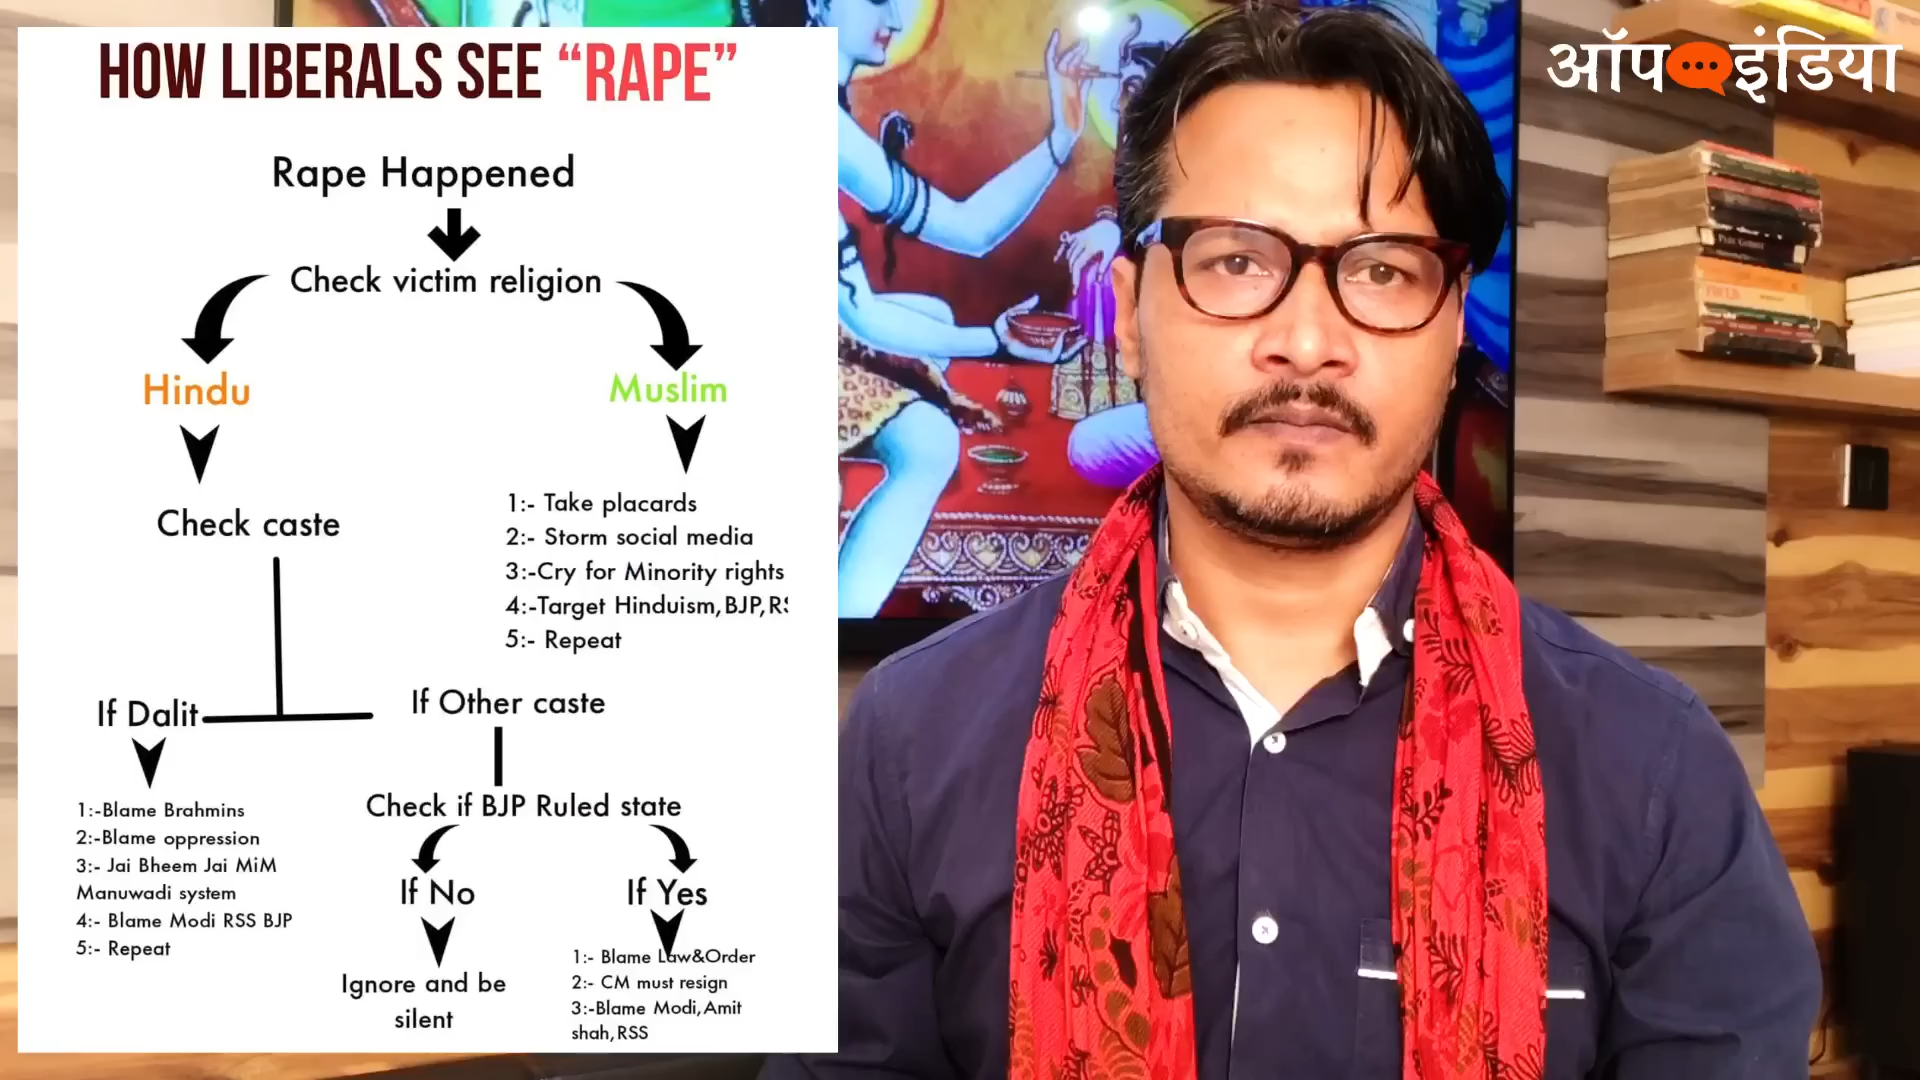 HOW LIBERALS SEE “RAPE”
Rape Happened
Check victim religion
Hindu
Muslim
Check caste
1:- Take placards
2:- Storm social media
3:-Cry for Minority rights
4:-Target Hinduism,BJP,RS
5:- Repeat
If Dalit
If Other caste
1:-Blame Brahmins
2:-Blame oppression
3:- Jai Bheem Jai MiM
Manuwadi system
4:- Blame Modi RSS BJP
5:- Repeat
Check if BJP Ruled state
If No
If Yes
Ignore and be
silent
1:- Blame Law&Order
2:- CM must resign
3:-Blame Modi,Amit
shah,RSS
ऑपइंडिया